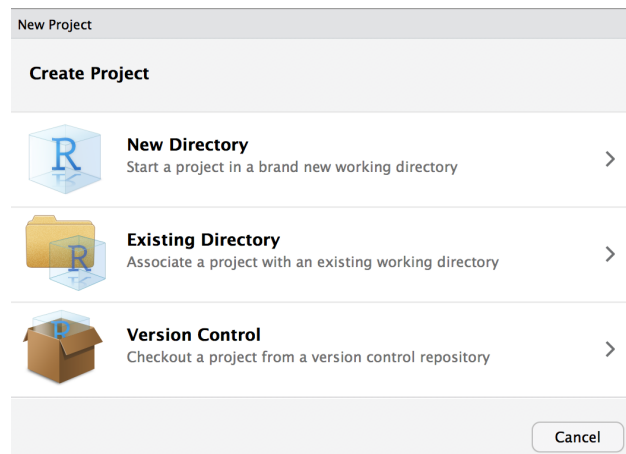 New Project
Create Project
R
New Directory
Start a project in a brand new working directory
R
Existing Directory
Associate a project with an existing working directory
R
Version Control
Checkout a project from a version control repository
Cancel